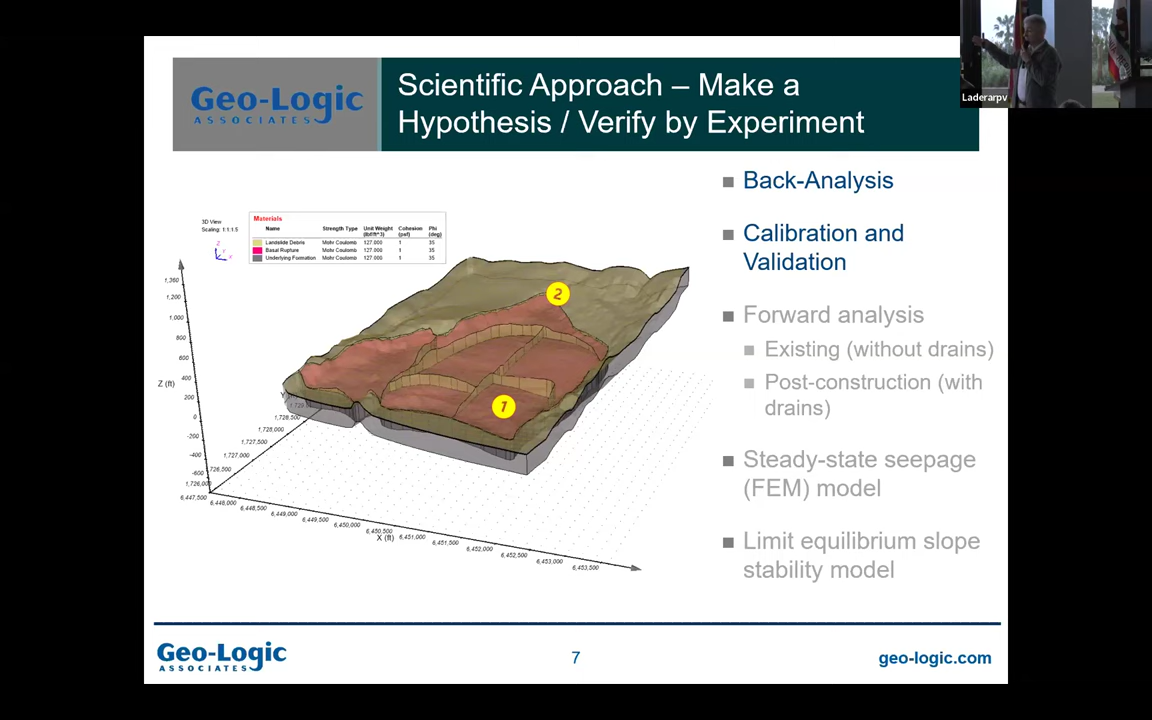 Laderarpv
Geo-Logic
ASSOCIATES
Scientific Approach – Make a
Hypothesis / Verify by Experiment
Back-Analysis
Calibration and
Validation
Forward analysis
Existing (without drains)
Post-construction (with
drains)
Steady-state seepage
(FEM) model
Limit equilibrium slope
stability model
3D View
Scaling: 1:1:1.5
Materials
Name Strength Type Unit Weight (lbf/ft^3) Cohesion (psf) Phi (deg)
Landslide Debris Mohr Coulomb 127.000 1 35
Basal Rupture Mohr Coulomb 127.000 1 35
Underlying Formation Mohr Coulomb 127.000 1 35
Z
Y
X
2
1
1,360
1,200
1,000
800
600
400
200
0
-200
-400
-600
Z (ft)
1,728,500
1,728,000
1,727,500
1,727,000
726,500
1,726,000
6,447,500
6,448,000
6,448,500
6,449,000
6,449,500
6,450,000
6,450,500
X (ft)
6,451,000
6,451,500
6,452,000
6,452,500
6,453,000
6,453,500
Geo-Logic
ASSOCIATES
7
geo-logic.com